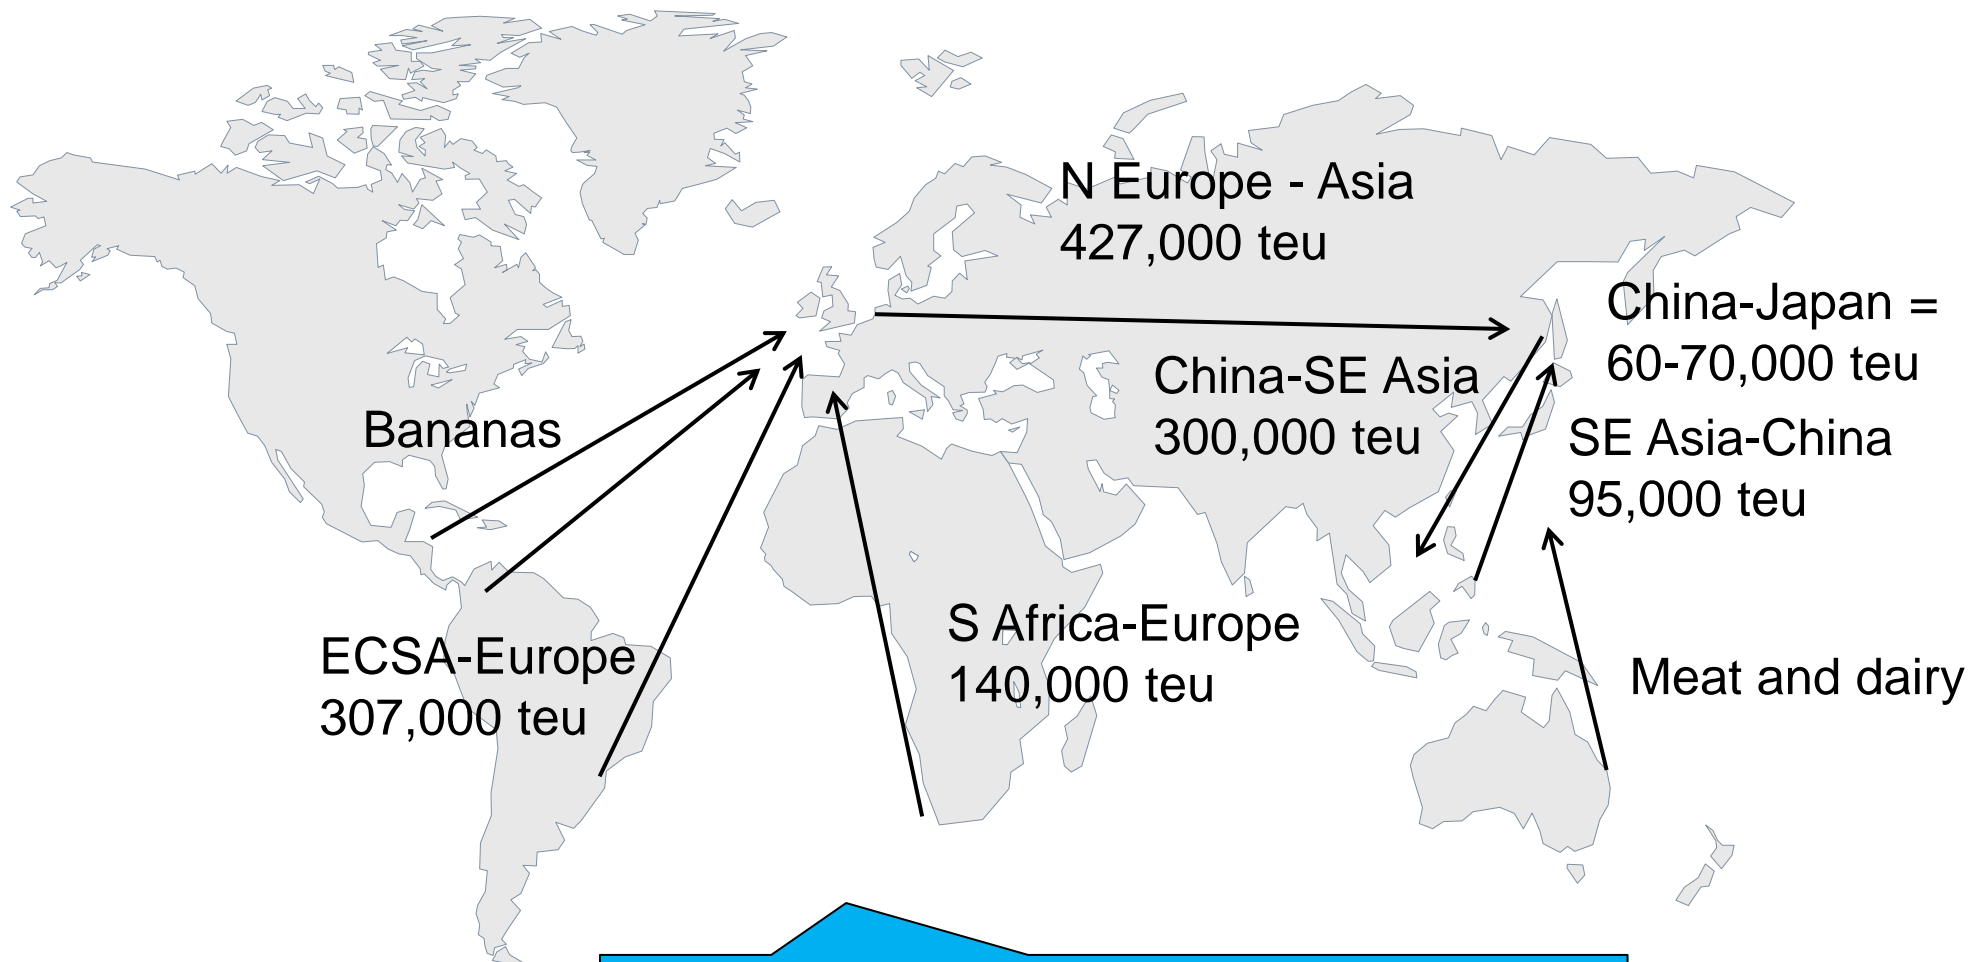 N Europe - Asia
427,000 teu
China-Japan =
60-70,000 teu
China-SE Asia
300,000 teu
Bananas
SE Asia-China
95,000 teu
S Africa-Europe
140,000 teu
ECSA-Europe
307,000 teu
Meat and dairy